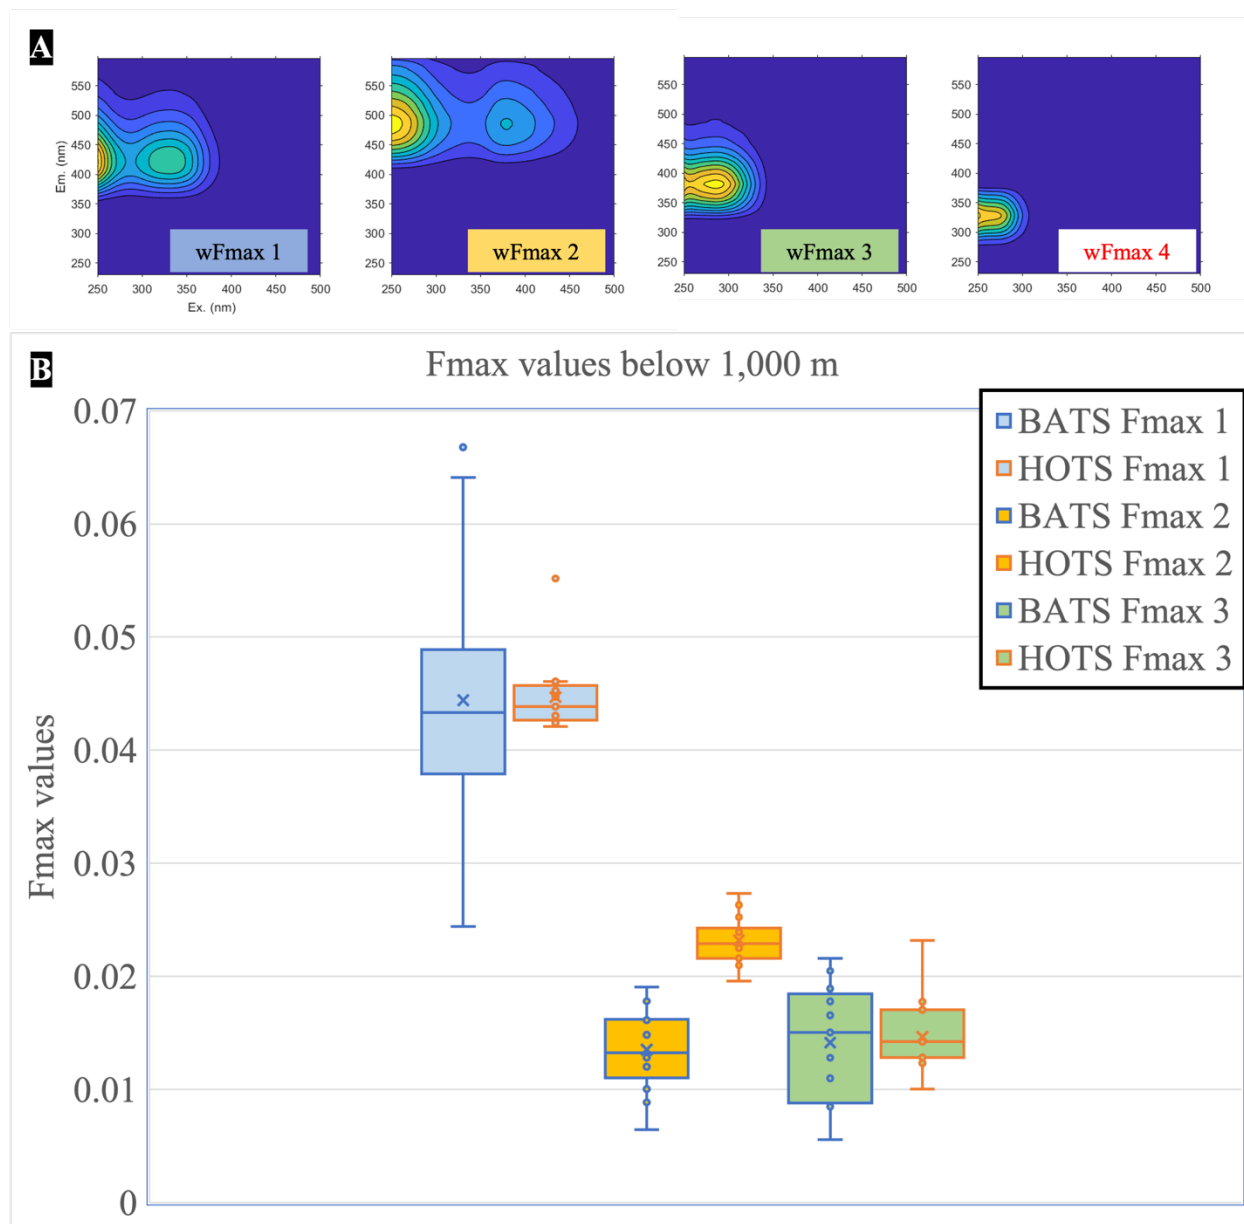 A
550
500
450
400
350
300
250
Em. (nm)
250 300 350 400 450 500
Ex. (nm)
wFmax 1
550
500
450
400
350
300
250
250 300 350 400 450 500
wFmax 2
550
500
450
400
350
300
250
250 300 350 400 450 500
wFmax 3
550
500
450
400
350
300
250
250 300 350 400 450 500
wFmax 4
B
Fmax values below 1,000 m
Fmax values
0.07
0.06
0.05
0.04
0.03
0.02
0.01
0
BATS Fmax 1
HOTS Fmax 1
BATS Fmax 2
HOTS Fmax 2
BATS Fmax 3
HOTS Fmax 3